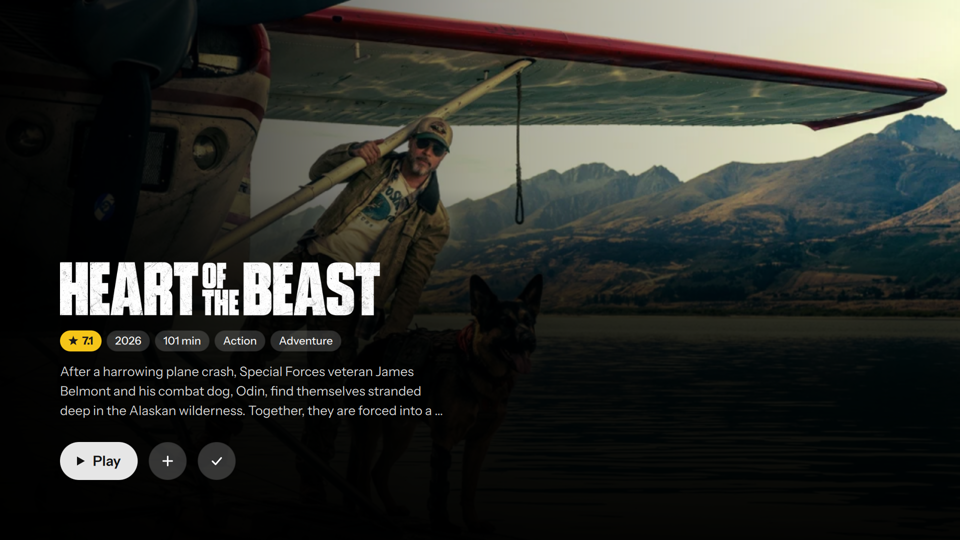 HEART OF THE BEAST
★ 7.1 2026 101 min Action Adventure
After a harrowing plane crash, Special Forces veteran James
Belmont and his combat dog, Odin, find themselves stranded
deep in the Alaskan wilderness. Together, they are forced into a ...
Play